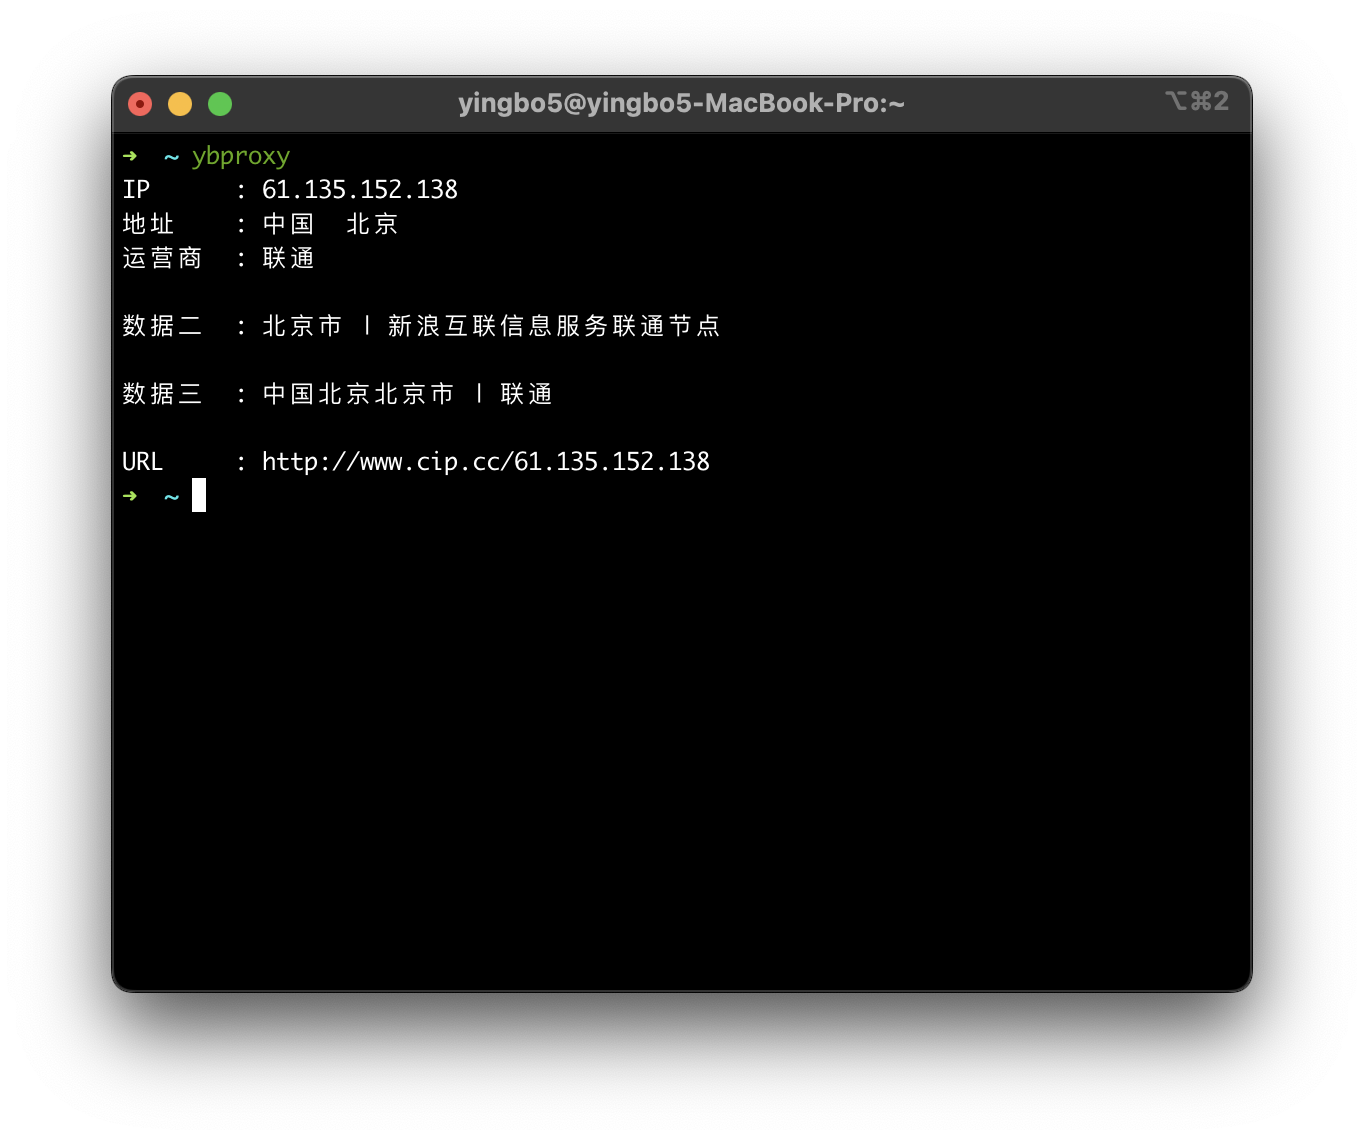 yingbo5@yingbo5-MacBook-Pro:~ ⌥⌘2
➜ ~ ybproxy
IP : 61.135.152.138
地址 : 中国 北京
运营商 : 联通
数据二 : 北京市 | 新浪互联信息服务联通节点
数据三 : 中国北京北京市 | 联通
URL : http://www.cip.cc/61.135.152.138
➜ ~